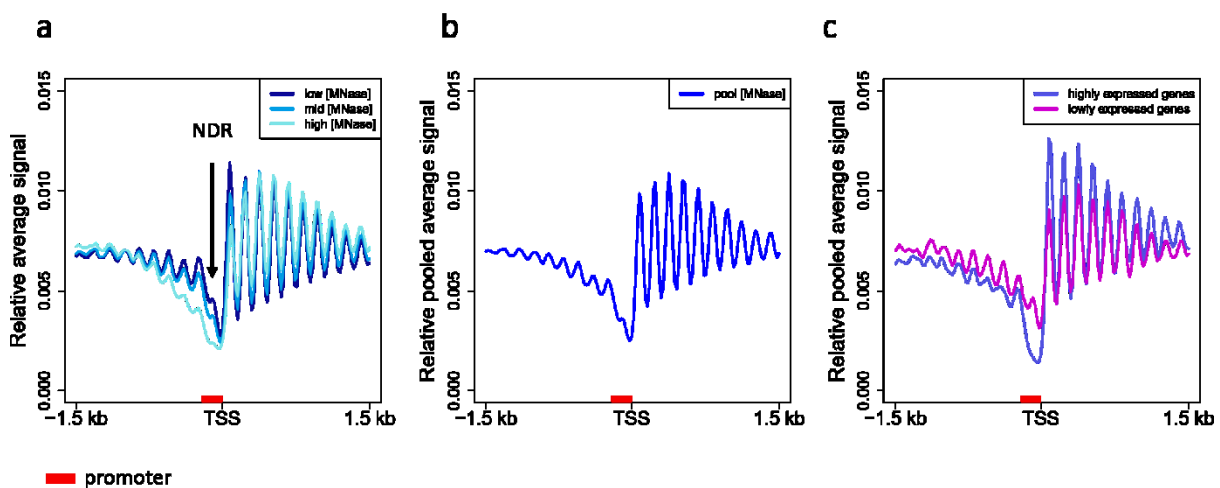 a
Relative average signal
0.015
0.010
0.005
0.000
low [MNase]
mid [MNase]
high [MNase]
NDR
−1.5 kb
TSS
1.5 kb
b
Relative pooled average signal
0.015
0.010
0.005
0.000
pool [MNase]
−1.5 kb
TSS
1.5 kb
c
Relative pooled average signal
0.015
0.010
0.005
0.000
highly expressed genes
lowly expressed genes
−1.5 kb
TSS
1.5 kb
promoter